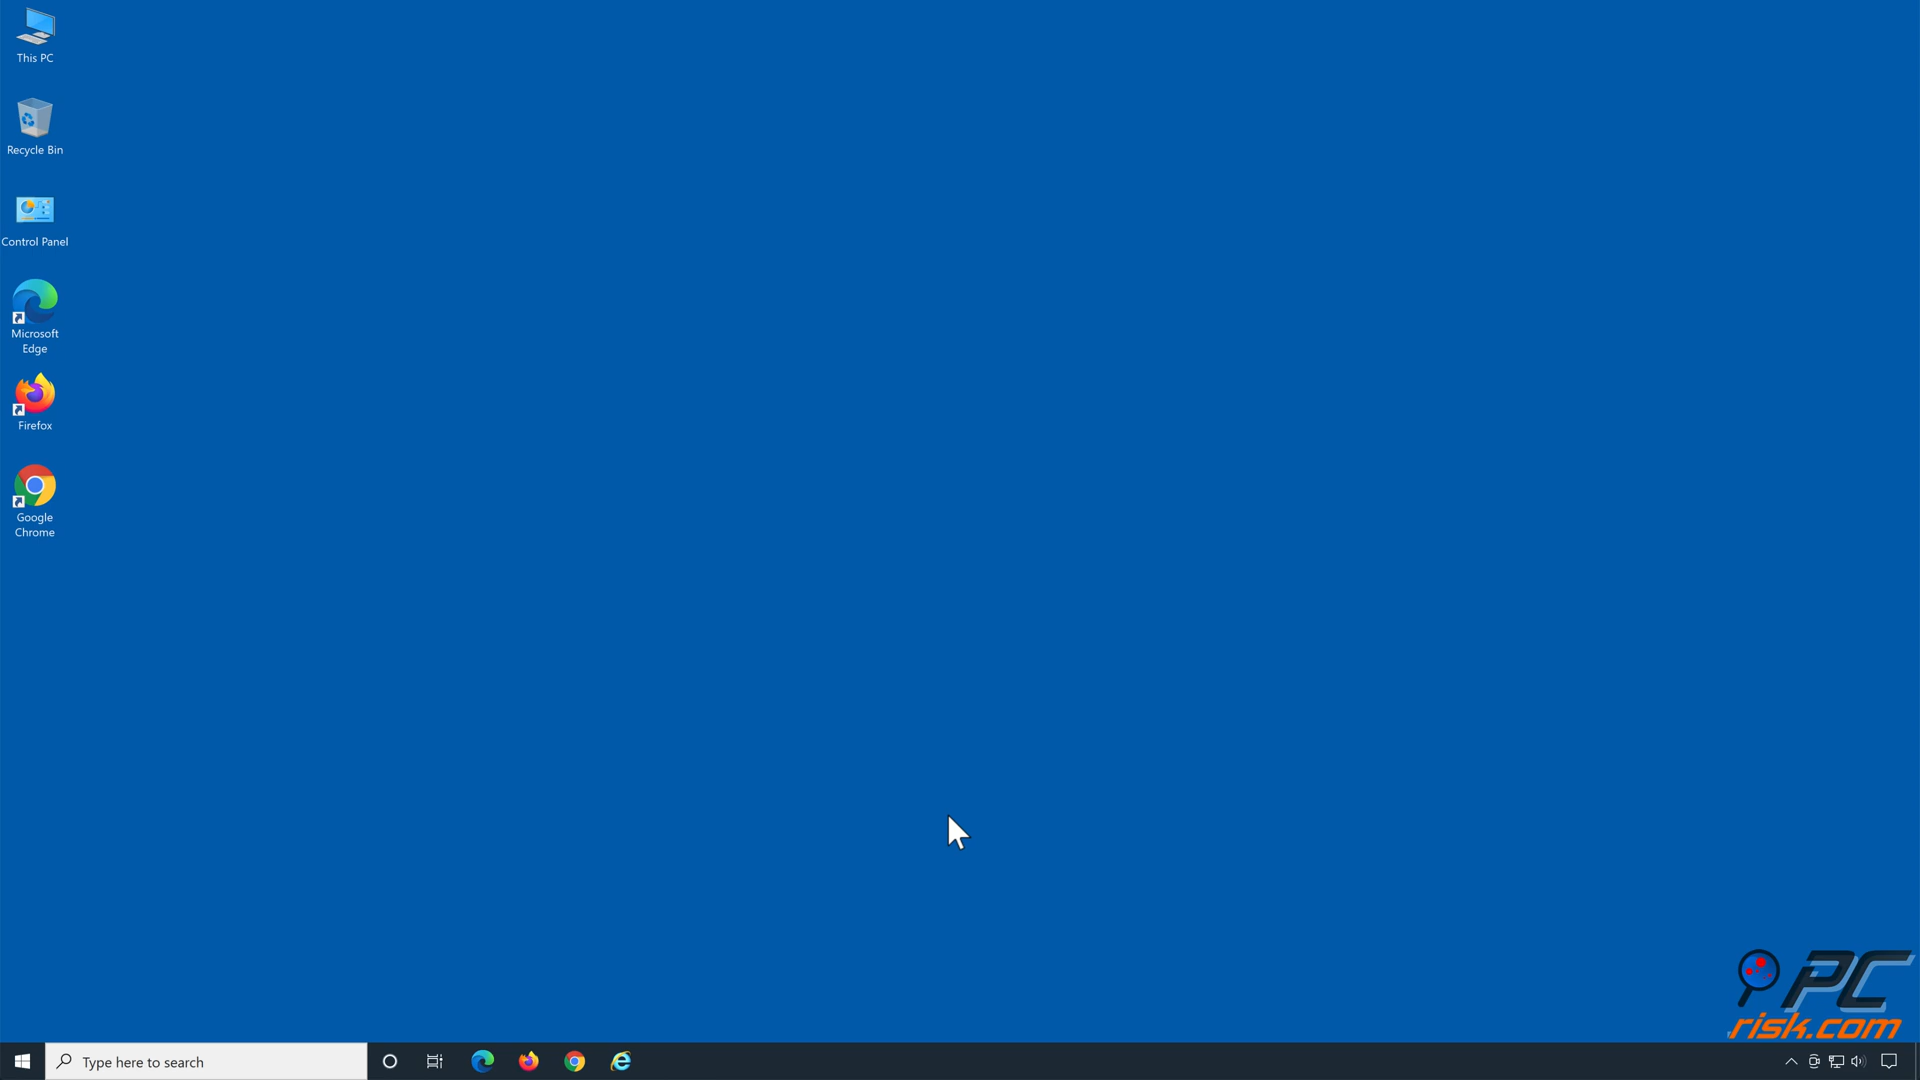 This PC
Recycle Bin
Control Panel
Microsoft
Edge
Firefox
Google
Chrome
PC
risk.com
Type here to search